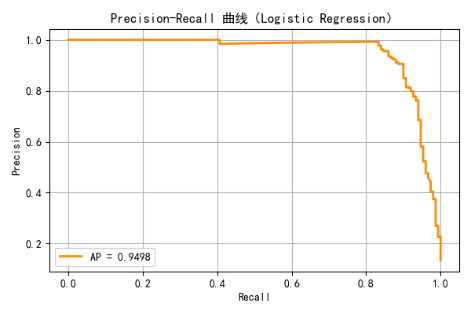 Precision-Recall 曲线 (Logistic Regression)
1.0
0.8
0.6
0.4
0.2
Precision
AP = 0.9498
0.0 0.2 0.4 0.6 0.8 1.0
Recall